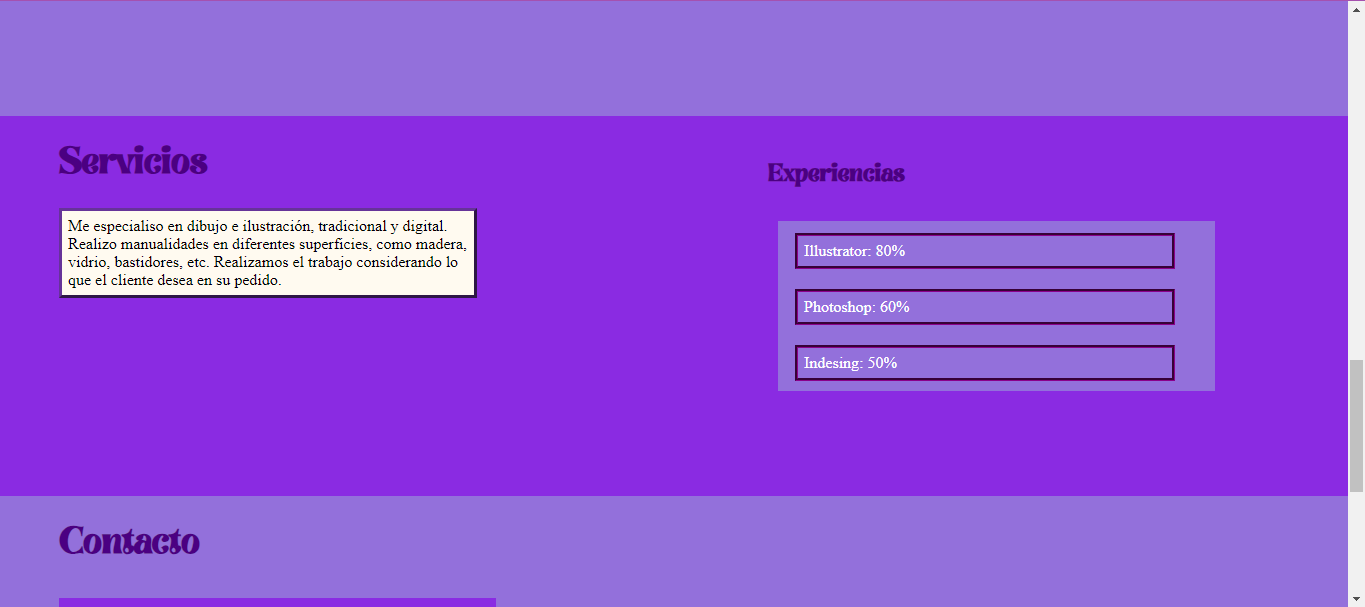 Servicios
Me especialiso en dibujo e ilustración, tradicional y digital.
Realizo manualidades en diferentes superficies, como madera,
vidrio, bastidores, etc. Realizamos el trabajo considerando lo
que el cliente desea en su pedido.
Experiencias
Illustrator: 80%
Photoshop: 60%
Indesing: 50%
Contacto